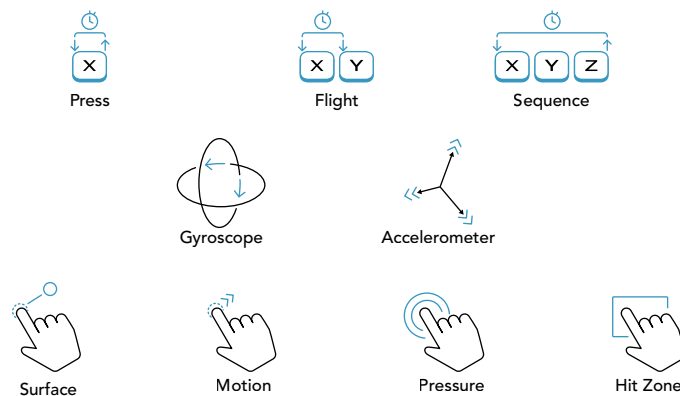 X
X Y
X Y Z
Press
Flight
Sequence
Gyroscope
Accelerometer
Surface
Motion
Pressure
Hit Zone